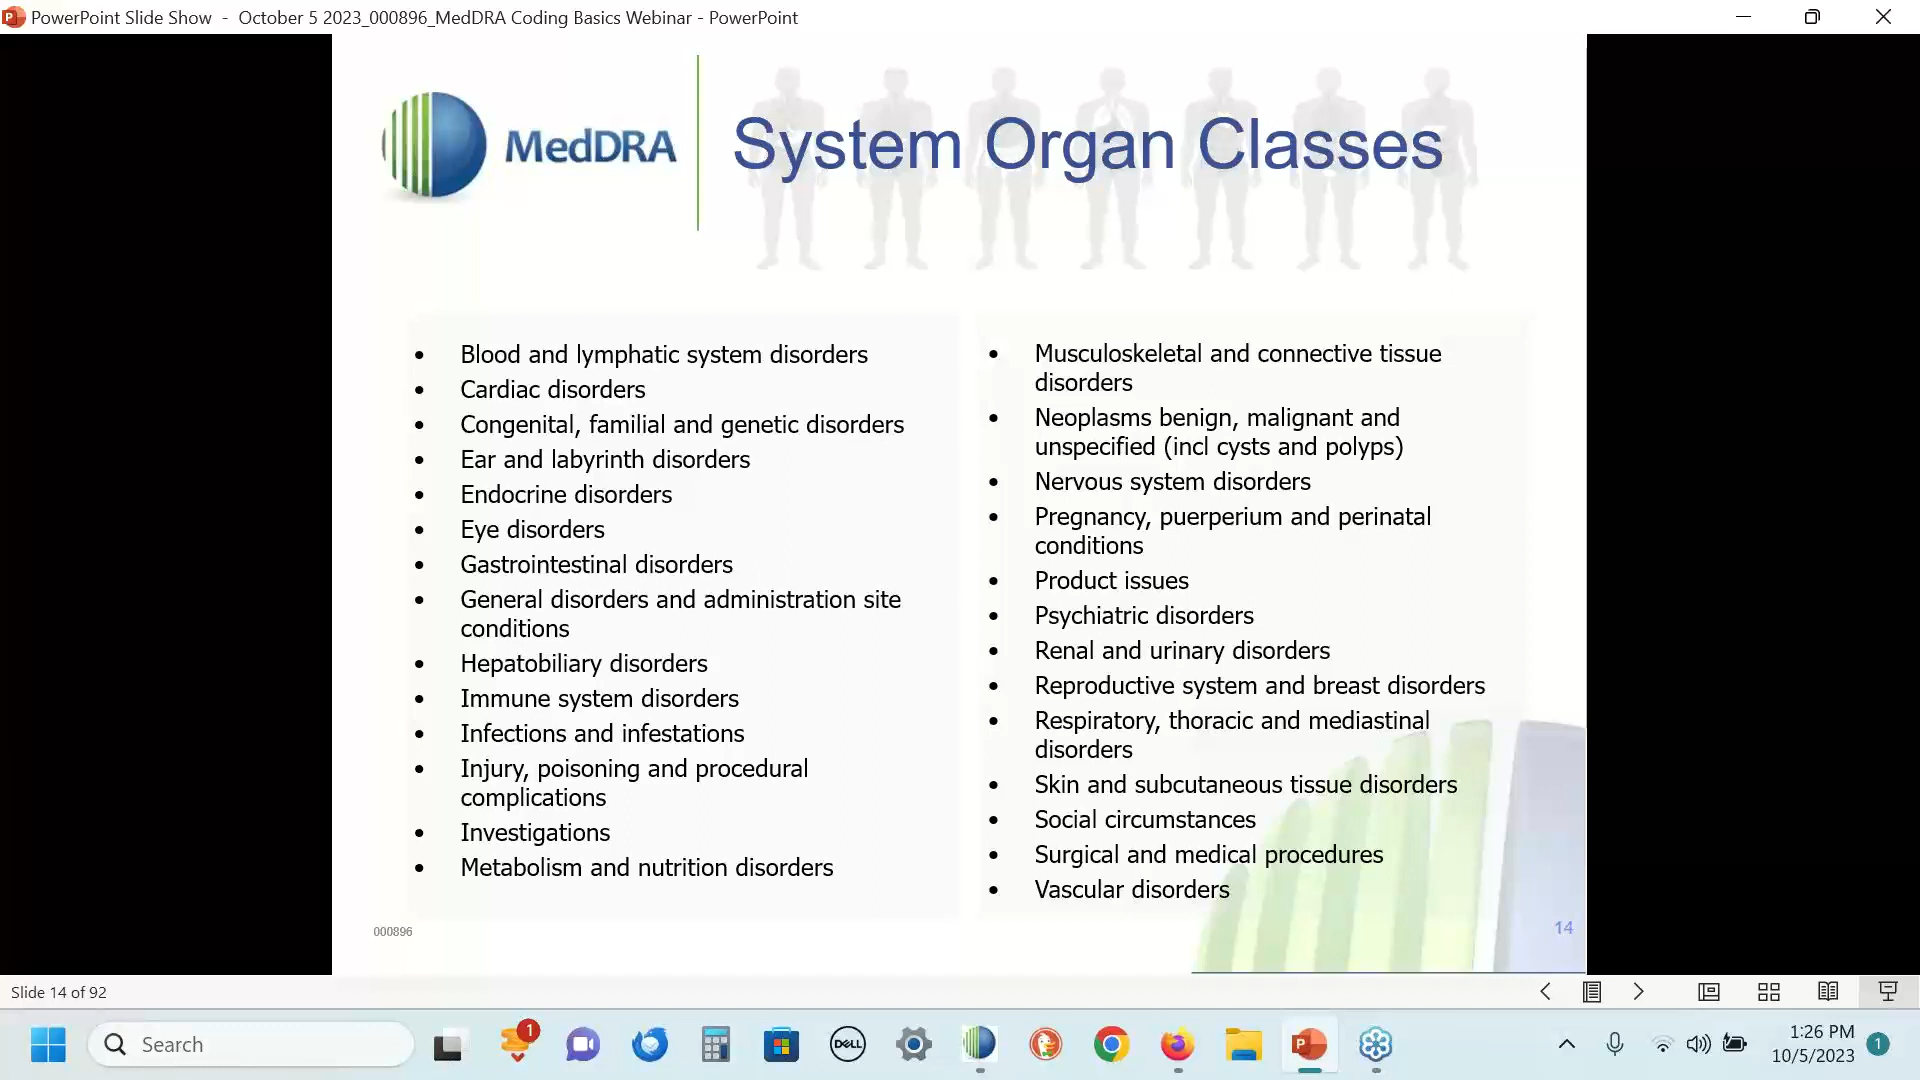 PowerPoint Slide Show - October 5 2023_000896_MedDRA Coding Basics Webinar - PowerPoint
MedDRA
System Organ Classes
• Blood and lymphatic system disorders
• Cardiac disorders
• Congenital, familial and genetic disorders
• Ear and labyrinth disorders
• Endocrine disorders
• Eye disorders
• Gastrointestinal disorders
• General disorders and administration site
conditions
• Hepatobiliary disorders
• Immune system disorders
• Infections and infestations
• Injury, poisoning and procedural
complications
• Investigations
• Metabolism and nutrition disorders
• Musculoskeletal and connective tissue
disorders
• Neoplasms benign, malignant and
unspecified (incl cysts and polyps)
• Nervous system disorders
• Pregnancy, puerperium and perinatal
conditions
• Product issues
• Psychiatric disorders
• Renal and urinary disorders
• Reproductive system and breast disorders
• Respiratory, thoracic and mediastinal
disorders
• Skin and subcutaneous tissue disorders
• Social circumstances
• Surgical and medical procedures
• Vascular disorders
000896
14
Slide 14 of 92
Search
1
DELL
P
1:26 PM
10/5/2023
1